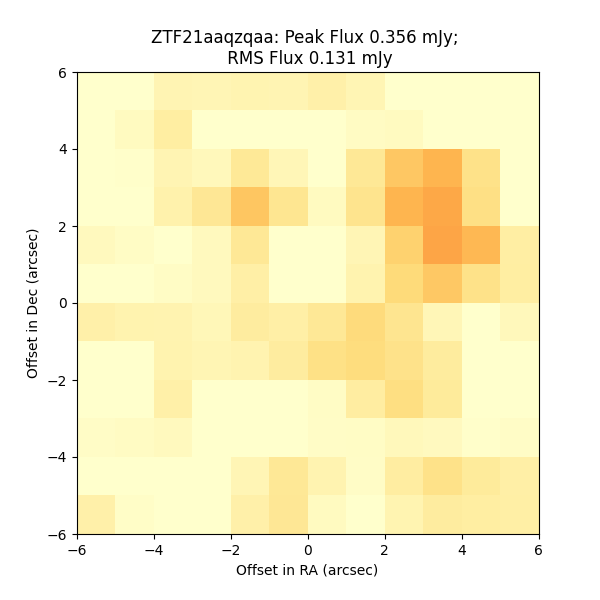 ZTF21aaqzqaa: Peak Flux 0.356 mJy;
RMS Flux 0.131 mJy
6
4
2
0
−2
−4
−6
Offset in Dec (arcsec)
−6 −4 −2 0 2 4 6
Offset in RA (arcsec)